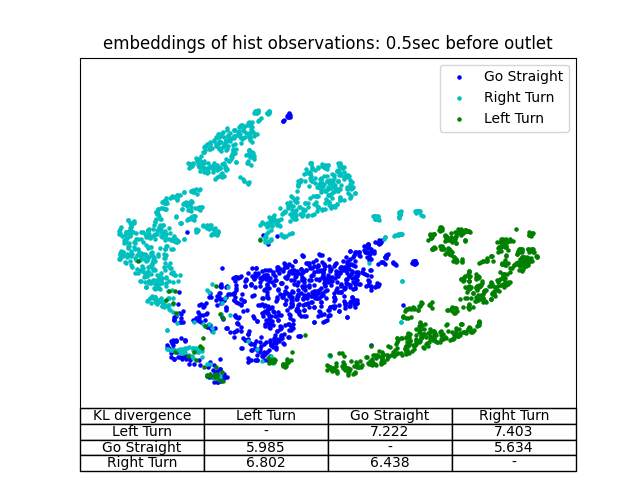 embeddings of hist observations: 0.5sec before outlet
Go Straight
Right Turn
Left Turn
KL divergence Left Turn Go Straight Right Turn
Left Turn - 7.222 7.403
Go Straight 5.985 - 5.634
Right Turn 6.802 6.438 -